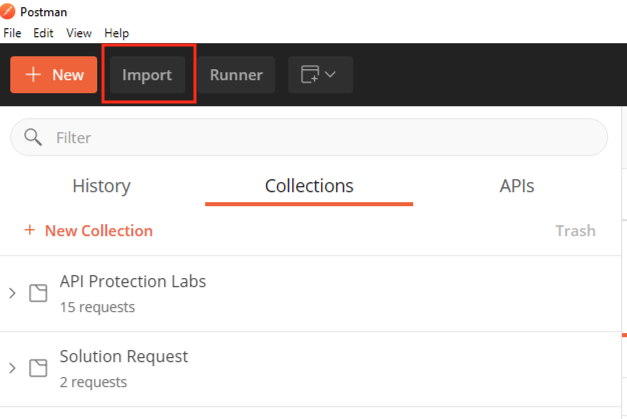 Postman
File Edit View Help
+ New Import Runner
Filter
History Collections APIs
+ New Collection Trash
API Protection Labs
15 requests
Solution Request
2 requests